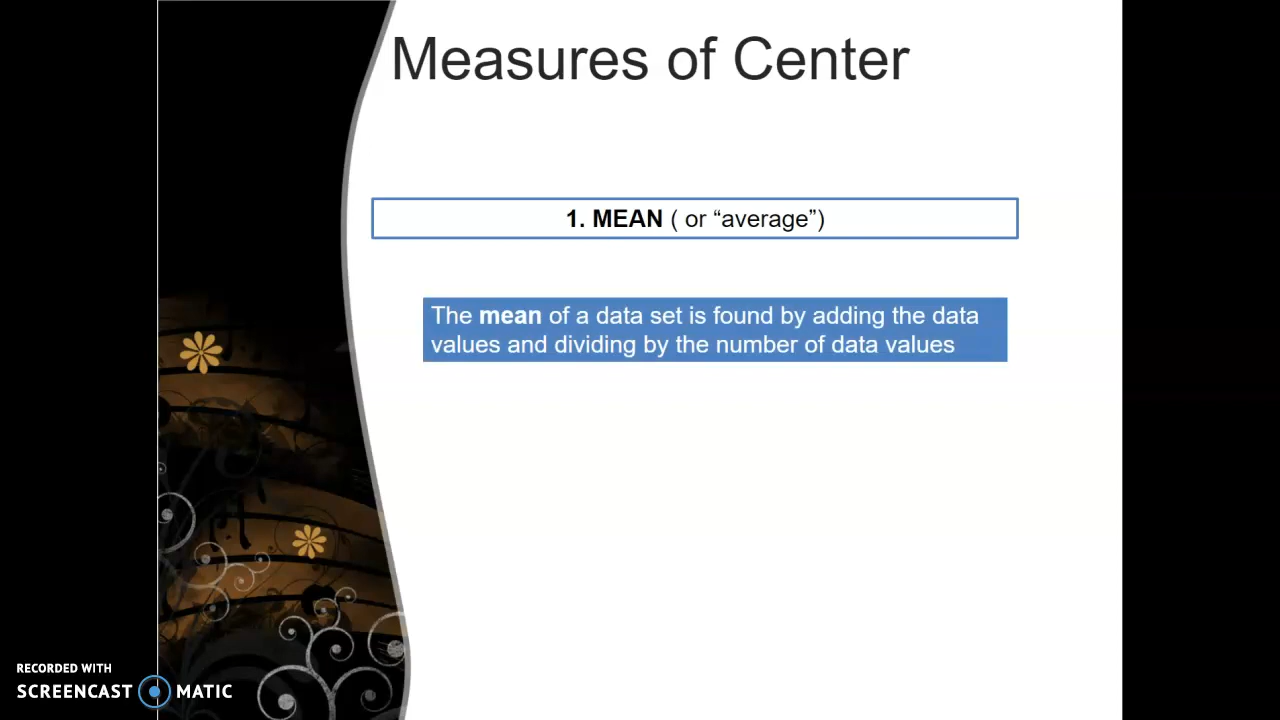 Measures of Center
1. MEAN ( or “average”)
The mean of a data set is found by adding the data
values and dividing by the number of data values
RECORDED WITH
SCREENCAST MATIC